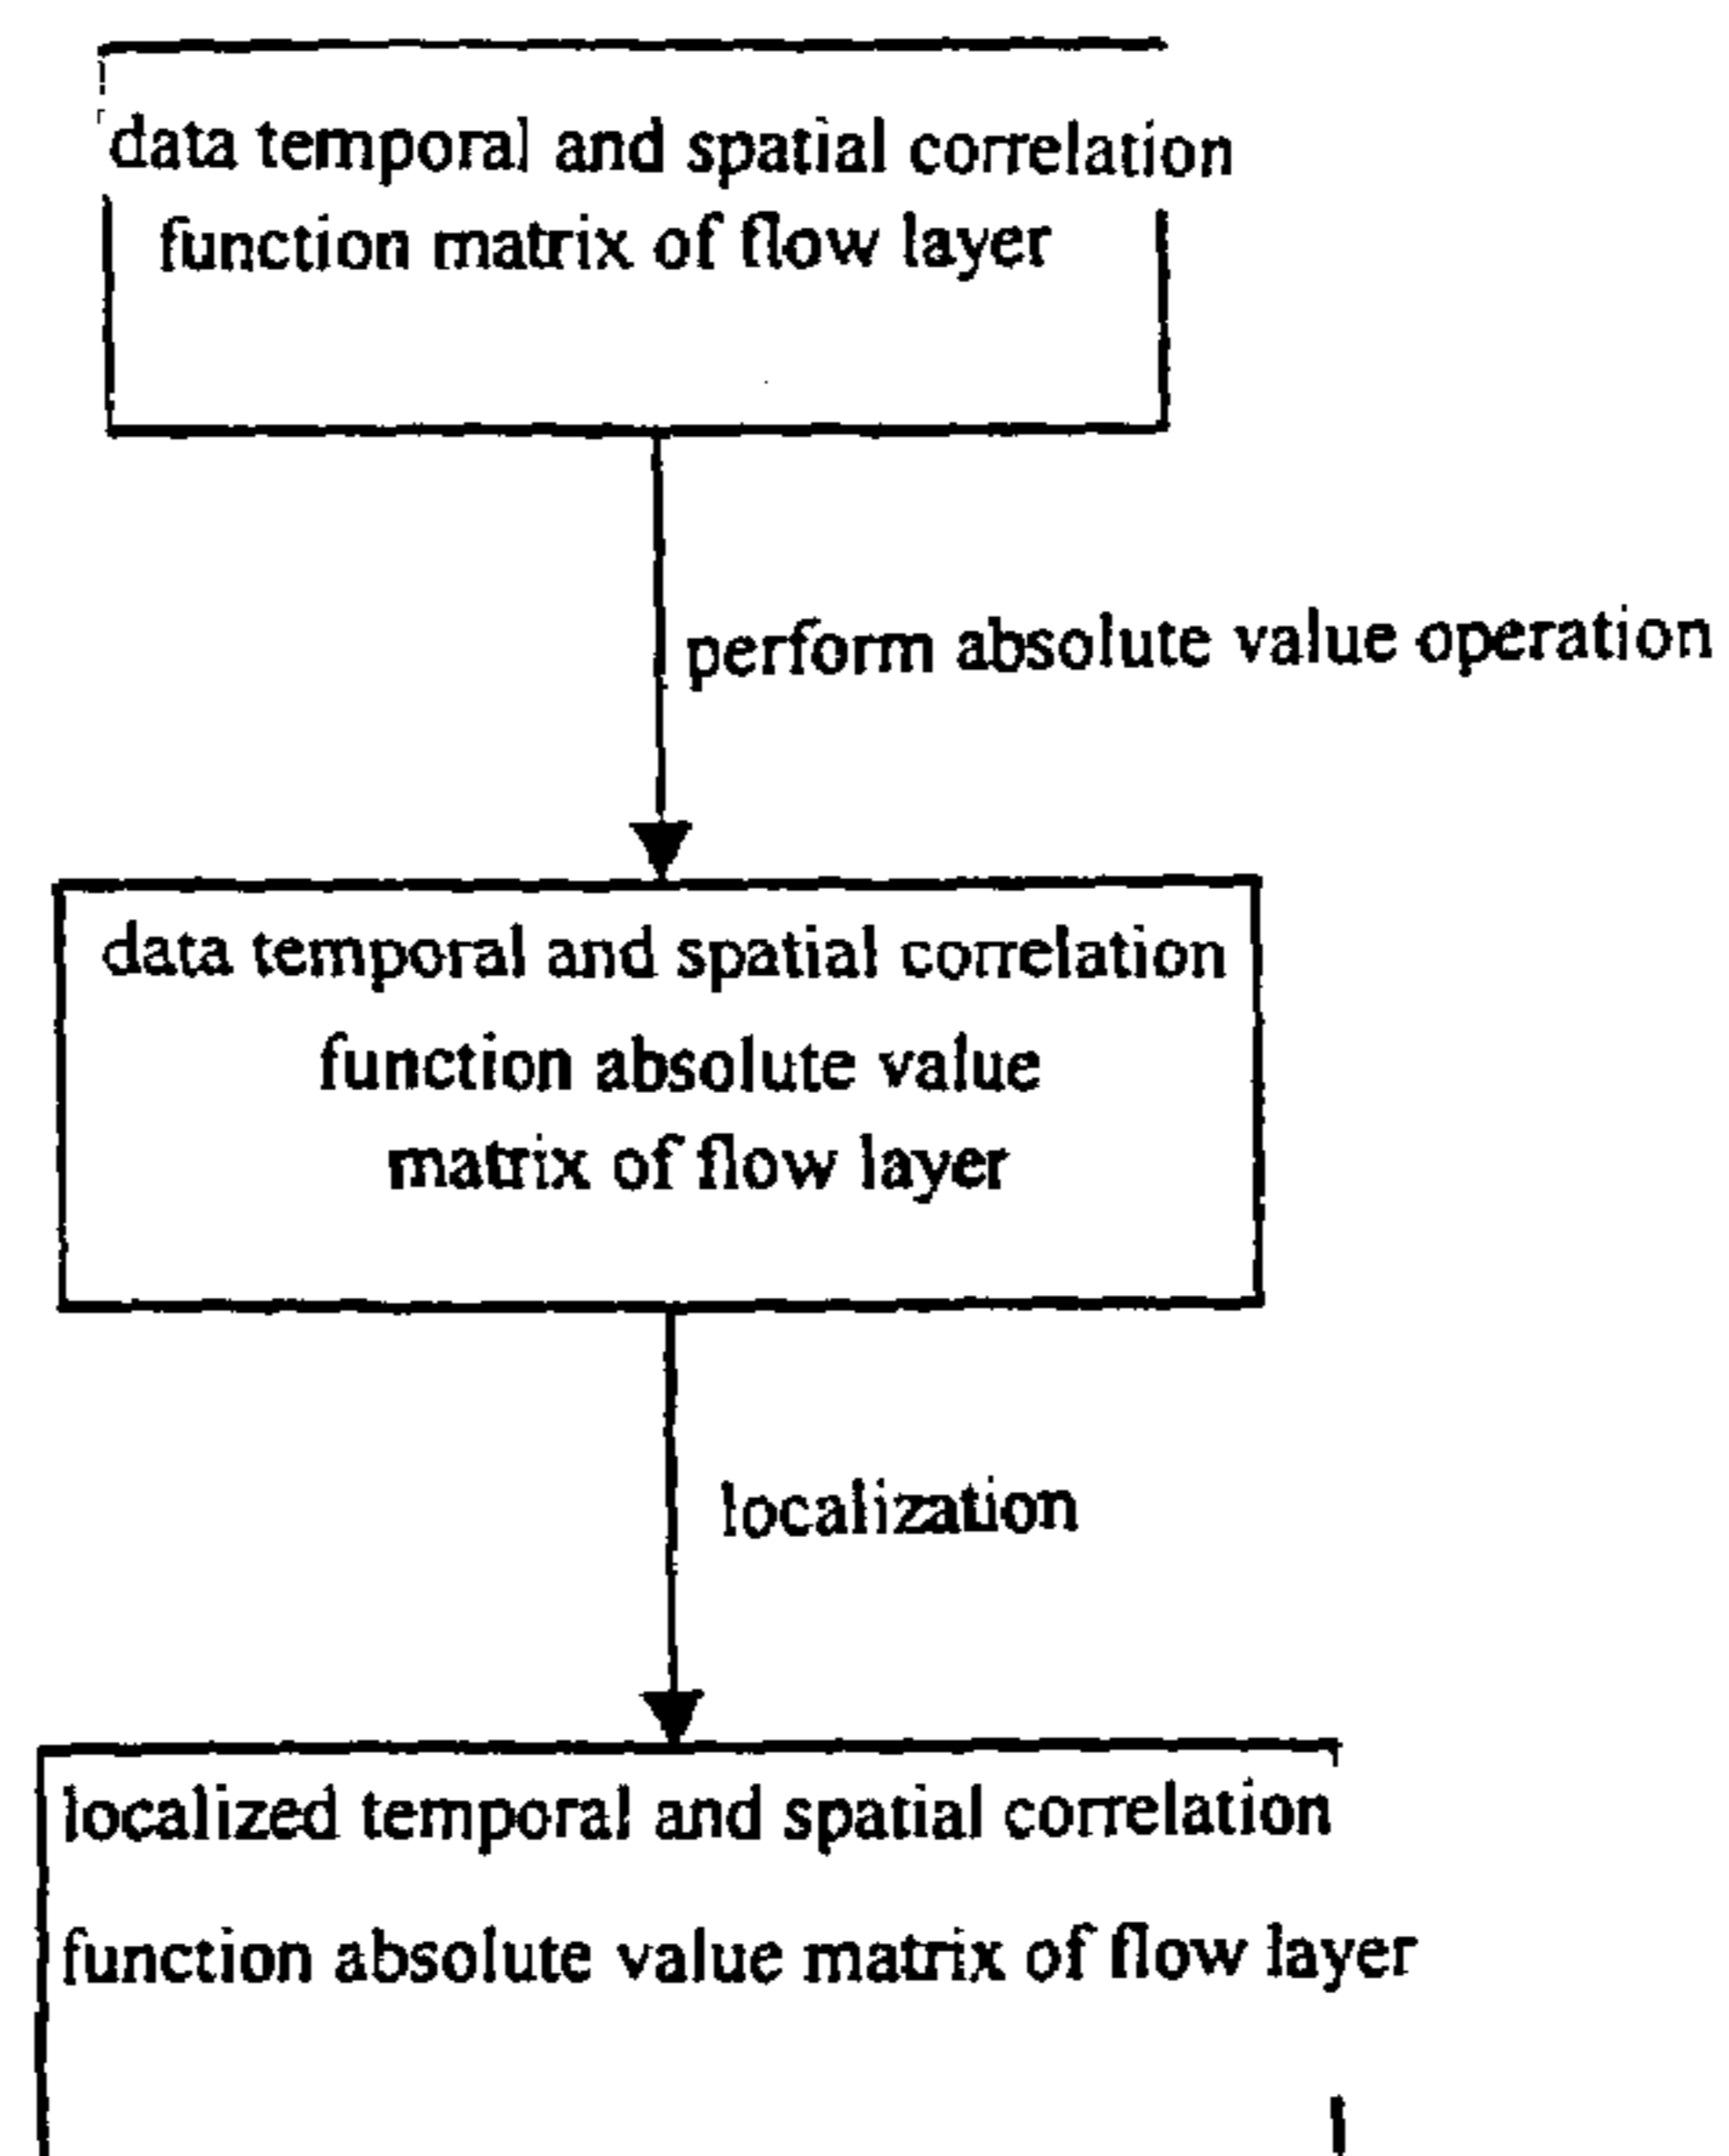 data temporal and spatial correlation
function matrix of flow layer
perform absolute value operation
data temporal and spatial correlation
function absolute value
matrix of flow layer
localization
localized temporal and spatial correlation
function absolute value matrix of flow layer